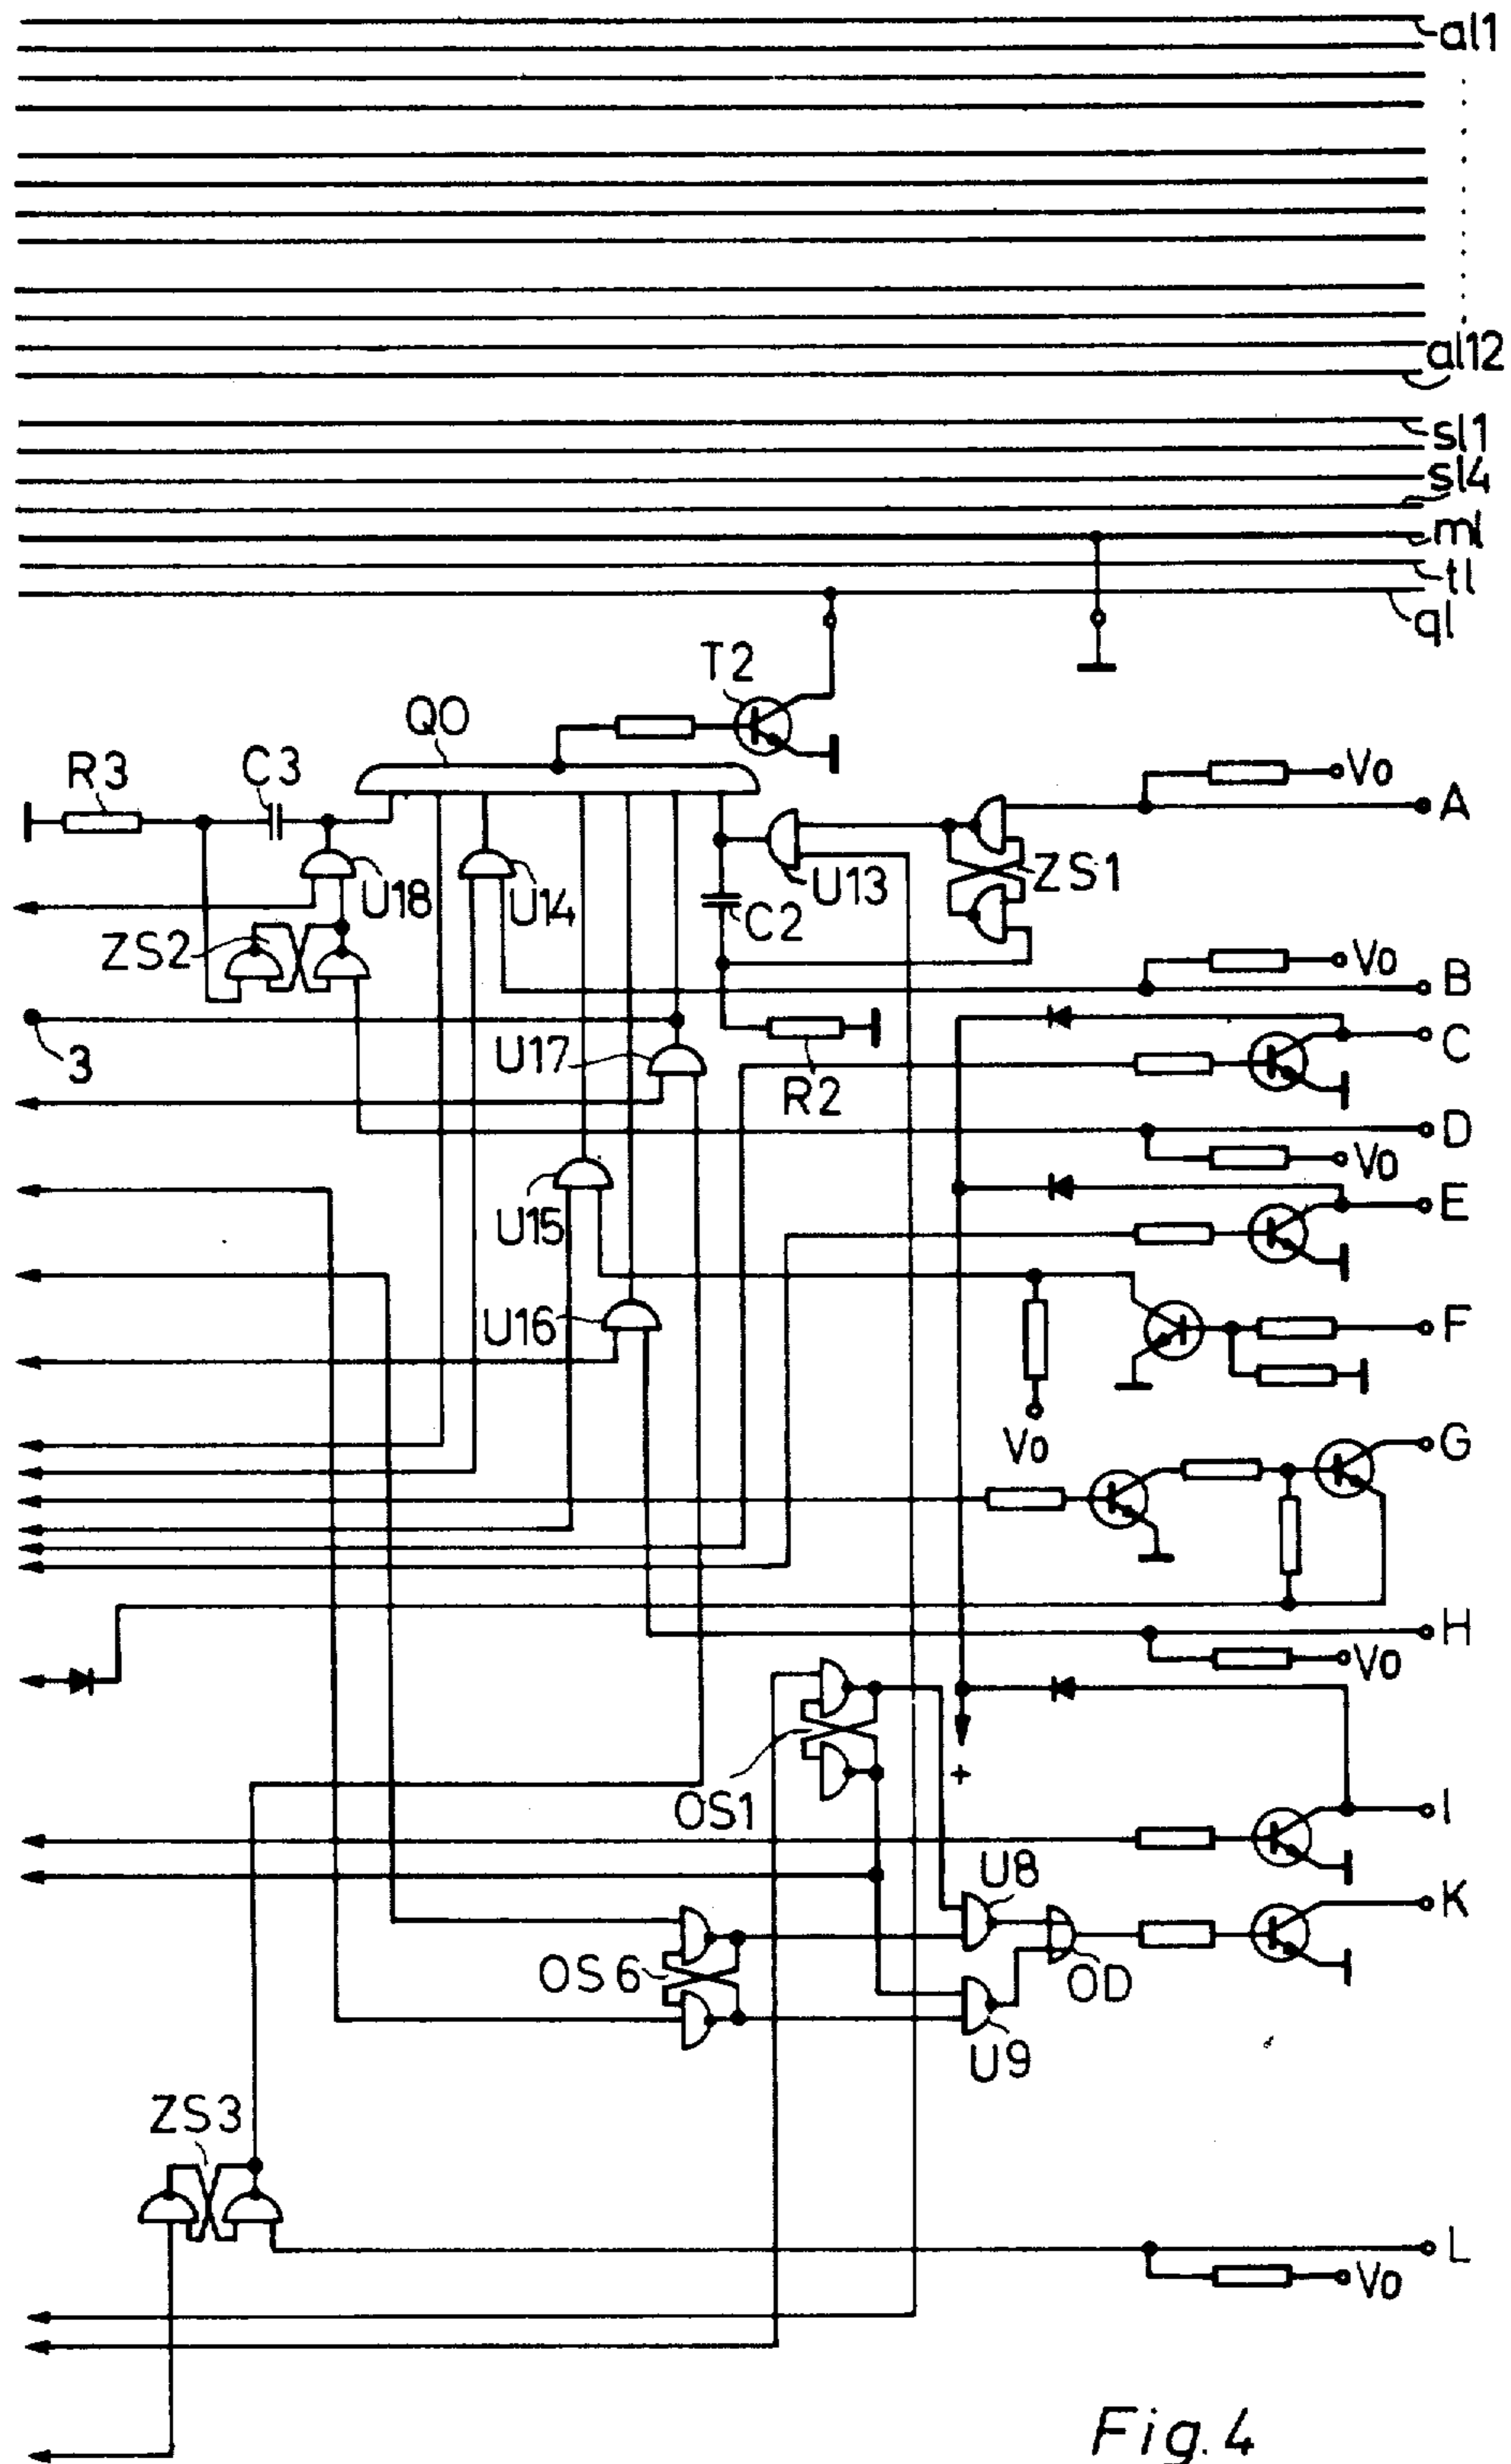 al1
al12
sl1
sl4
ml
tl
ql
T2
QO
R3
C3
Vo
A
U18
U14
U13
ZS1
C2
ZS2
Vo
B
3
U17
R2
C
D
Vo
U15
E
U16
F
Vo
G
H
Vo
OS1
+
I
U8
K
OS6
OD
U9
ZS3
L
Vo
Fig. 4